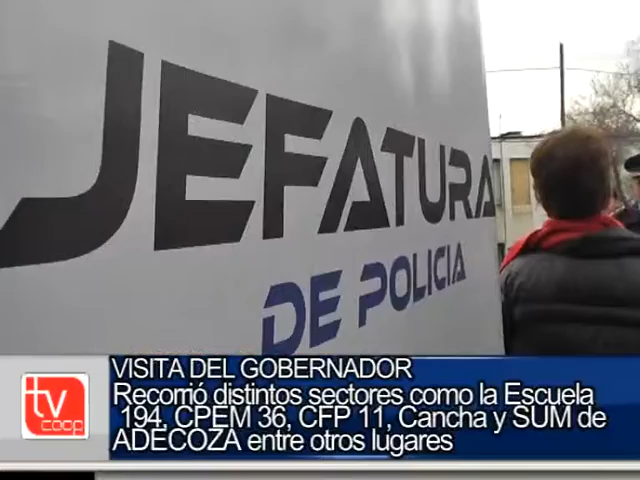 JEFATURA
DE POLICIA
tv
coop
VISITA DEL GOBERNADOR
Recorrió distintos sectores como la Escuela
194, CPEM 36, CFP 11, Cancha y SUM de
ADECOZA entre otros lugares